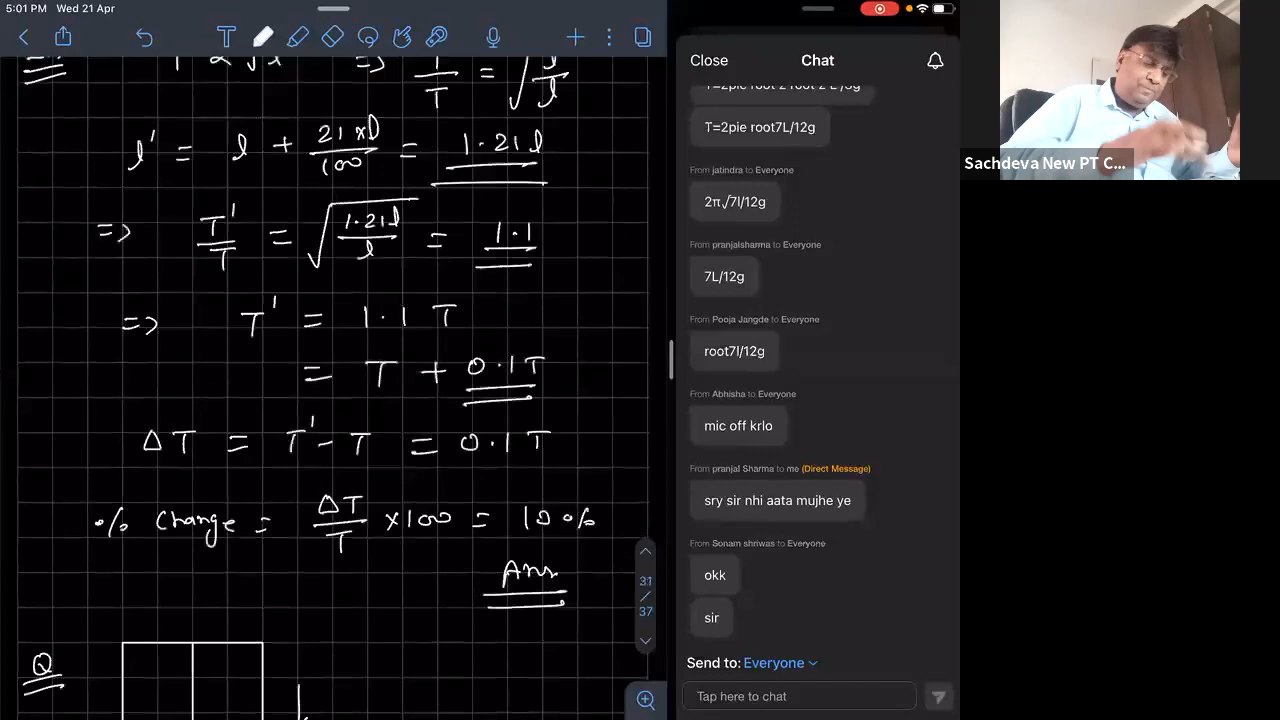 5:01 PM Wed 21 Apr
T ∝ √l => T'/T = √l'/l
l' = l + 21 x l/100 = 1.21 l
=> T'/T = √1.21l/l = 1.1
=> T' = 1.1 T
= T + 0.1 T
ΔT = T' - T = 0.1 T
% Change = ΔT/T x100 = 10 %
Ans
Q
31
/
37
Close
Chat
T=2pie root7L/12g
From jatindra to Everyone
2π√7l/12g
From pranjalsharma to Everyone
7L/12g
From Pooja Jangde to Everyone
root7l/12g
From Abhisha to Everyone
mic off krlo
From pranjal Sharma to me (Direct Message)
sry sir nhi aata mujhe ye
From Sonam shriwas to Everyone
okk
sir
Send to: Everyone
Tap here to chat
Sachdeva New PT C...